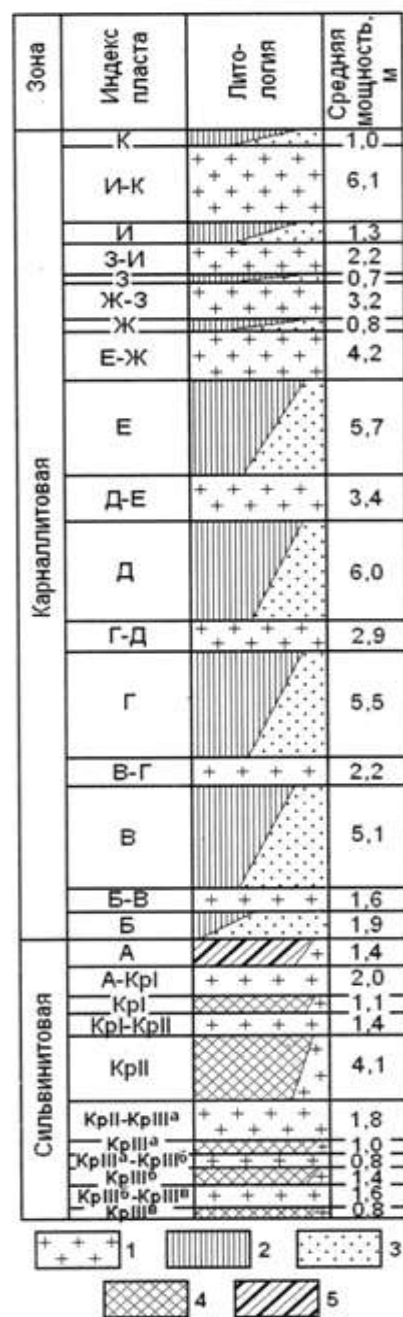 Зона
Индекс пласта
Лито-
логия
Средняя мощность, м
Карналлитовая
К 1,0
И-К 6,1
И 1,3
З-И 2,2
З 0,7
Ж-З 3,2
Ж 0,8
Е-Ж 4,2
Е 5,7
Д-Е 3,4
Д 6,0
Г-Д 2,9
Г 5,5
В-Г 2,2
В 5,1
Б-В 1,6
Б 1,9
Сильвинитовая
А 1,4
А-КрI 2,0
КрI 1,1
КрI-КрII 1,4
КрII 4,1
КрII-КрIIIа 1,8
КрIIIа 1,0
КрIIIа-КрIIIб 0,8
КрIIIб 1,4
КрIIIб-КрIIIв 1,6
КрIIIв 0,8
1 2 3
4 5